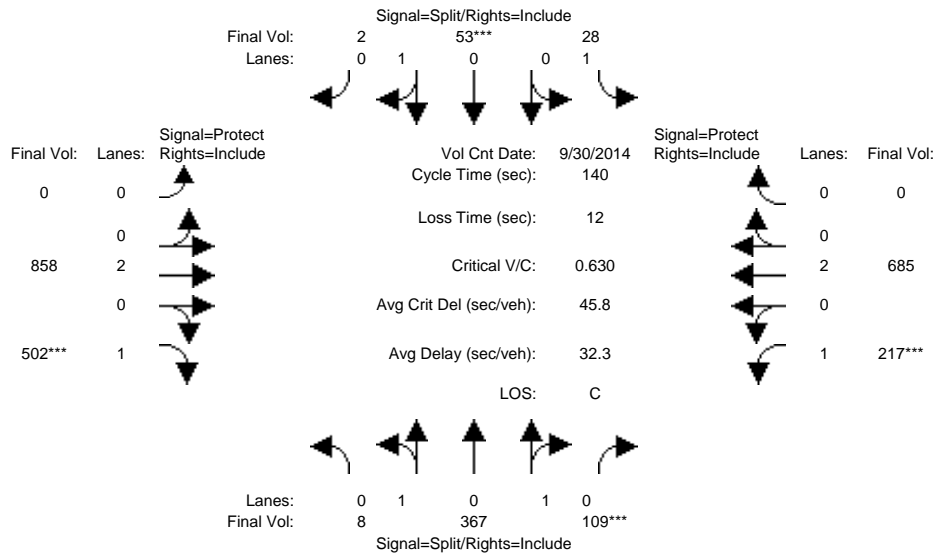 Signal=Split/Rights=Include
Final Vol: 2 53*** 28
Lanes: 0 1 0 0 1
Signal=Protect
Final Vol: Lanes: Rights=Include
Vol Cnt Date: 9/30/2014
Signal=Protect
Rights=Include Lanes: Final Vol:
Cycle Time (sec): 140
0 0
0 0
Loss Time (sec): 12
0
0
858 2
Critical V/C: 0.630
2 685
0
Avg Crit Del (sec/veh): 45.8
0
502*** 1
Avg Delay (sec/veh): 32.3
1 217***
LOS: C
Lanes: 0 1 0 1 0
Final Vol: 8 367 109***
Signal=Split/Rights=Include